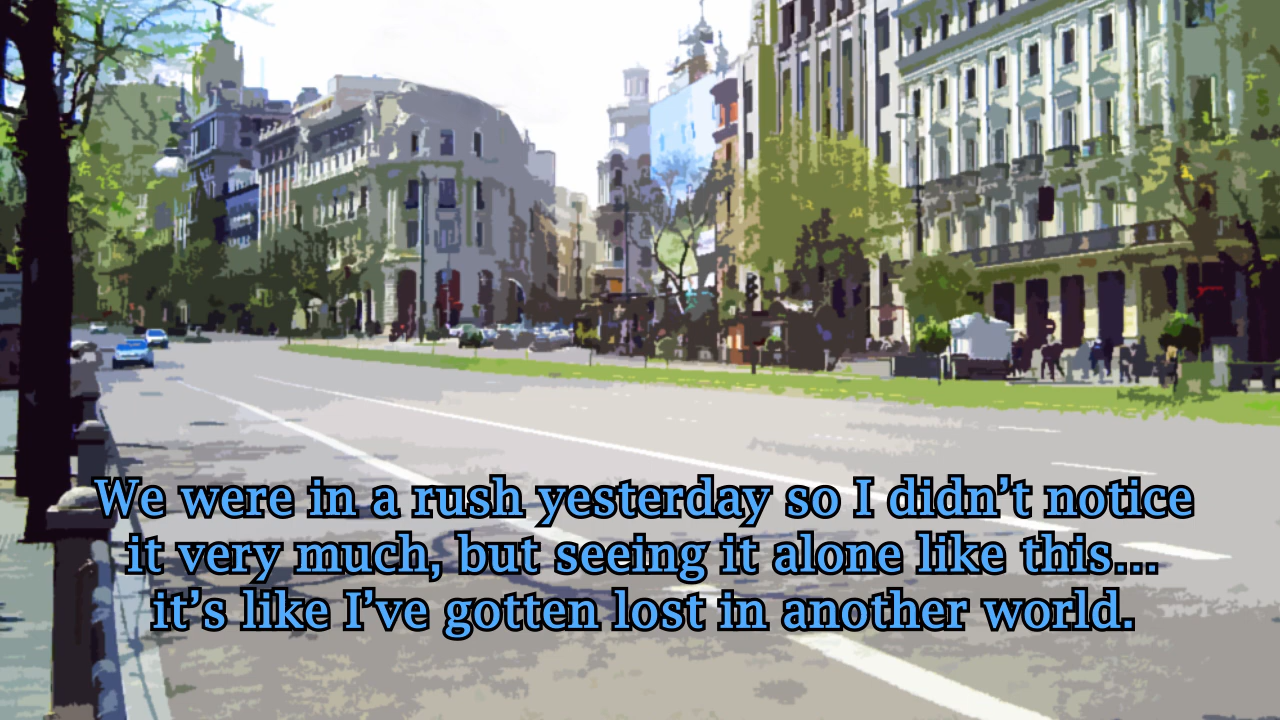 We were in a rush yesterday so I didn’t notice
it very much, but seeing it alone like this…
it’s like I’ve gotten lost in another world.